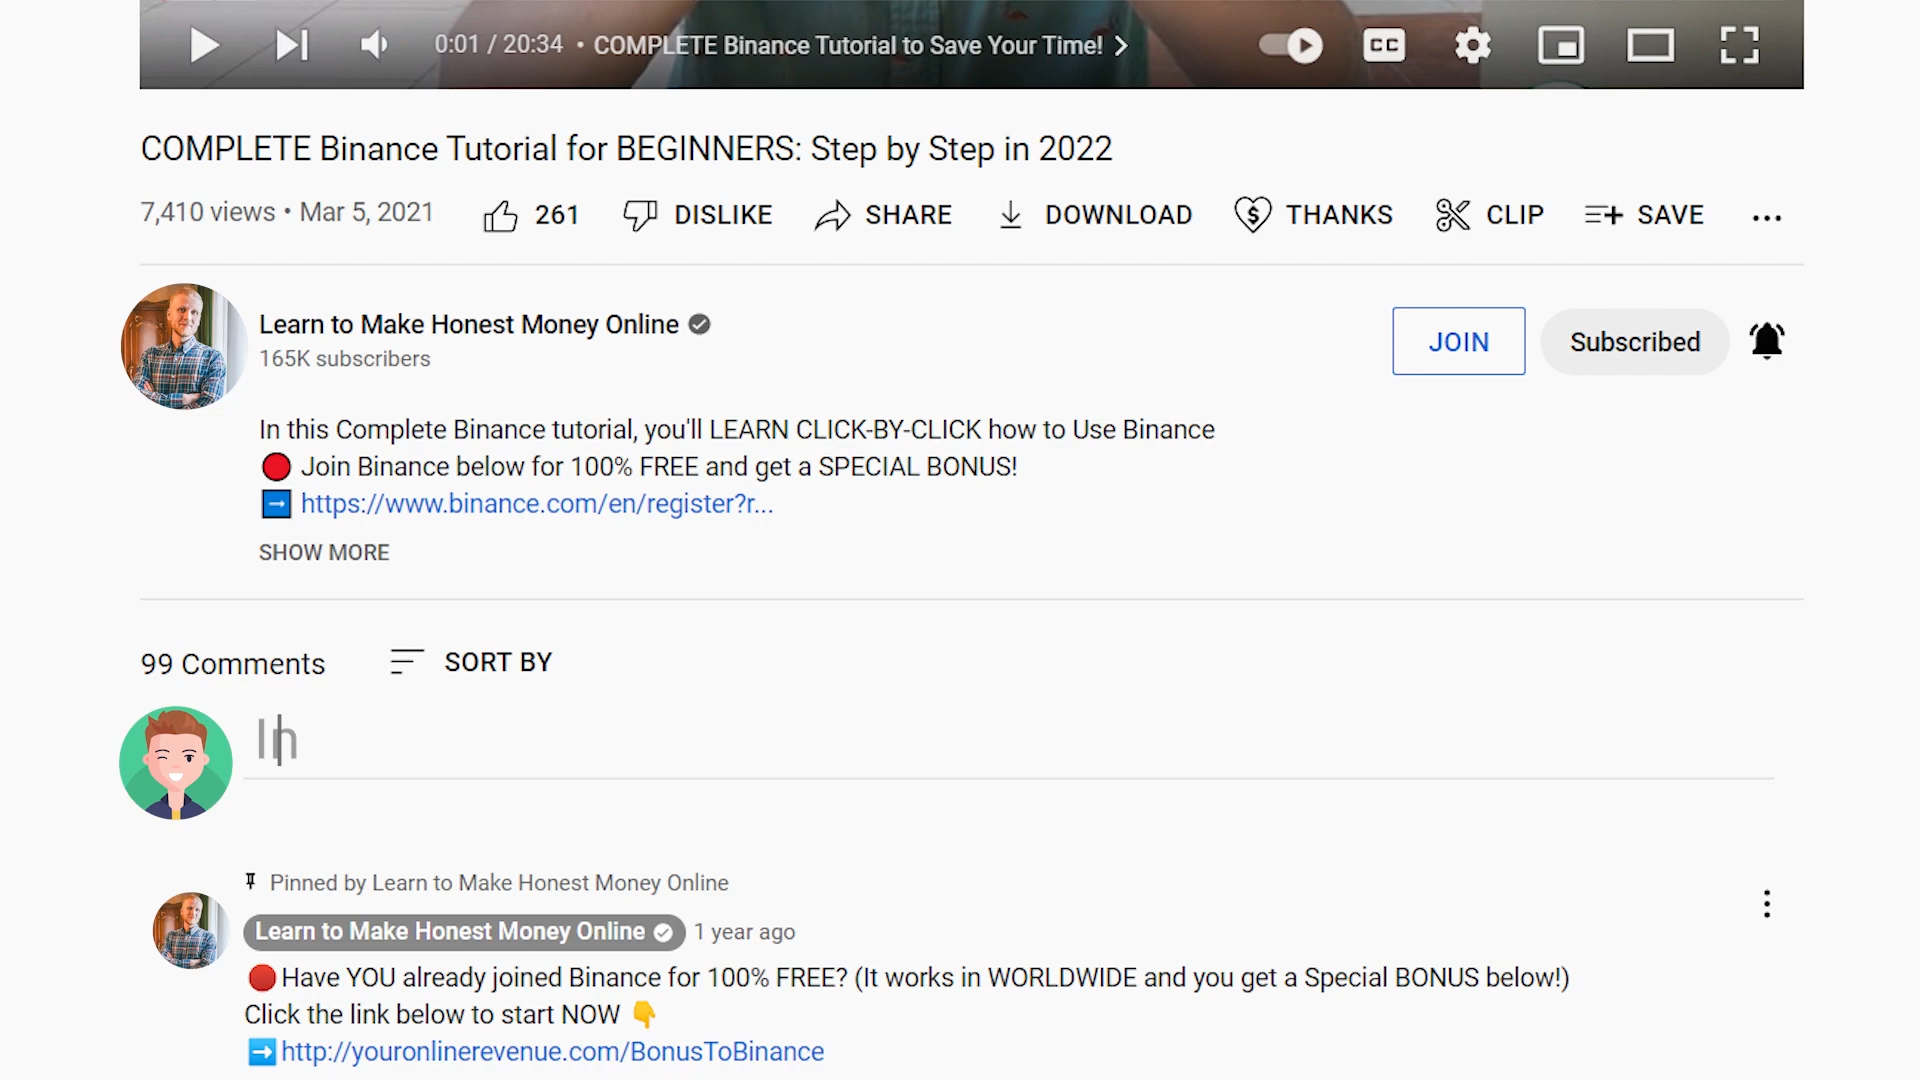 0:01 / 20:34 • COMPLETE Binance Tutorial to Save Your Time!
CC
COMPLETE Binance Tutorial for BEGINNERS: Step by Step in 2022
7,410 views • Mar 5, 2021 261 DISLIKE SHARE DOWNLOAD THANKS CLIP SAVE
Learn to Make Honest Money Online
165K subscribers
JOIN Subscribed
In this Complete Binance tutorial, you'll LEARN CLICK-BY-CLICK how to Use Binance
🔴 Join Binance below for 100% FREE and get a SPECIAL BONUS!
➡️ https://www.binance.com/en/register?r...
SHOW MORE
99 Comments SORT BY
Pinned by Learn to Make Honest Money Online
Learn to Make Honest Money Online 1 year ago
🔴Have YOU already joined Binance for 100% FREE? (It works in WORLDWIDE and you get a Special BONUS below!)
Click the link below to start NOW 👇
➡️http://youronlinerevenue.com/BonusToBinance